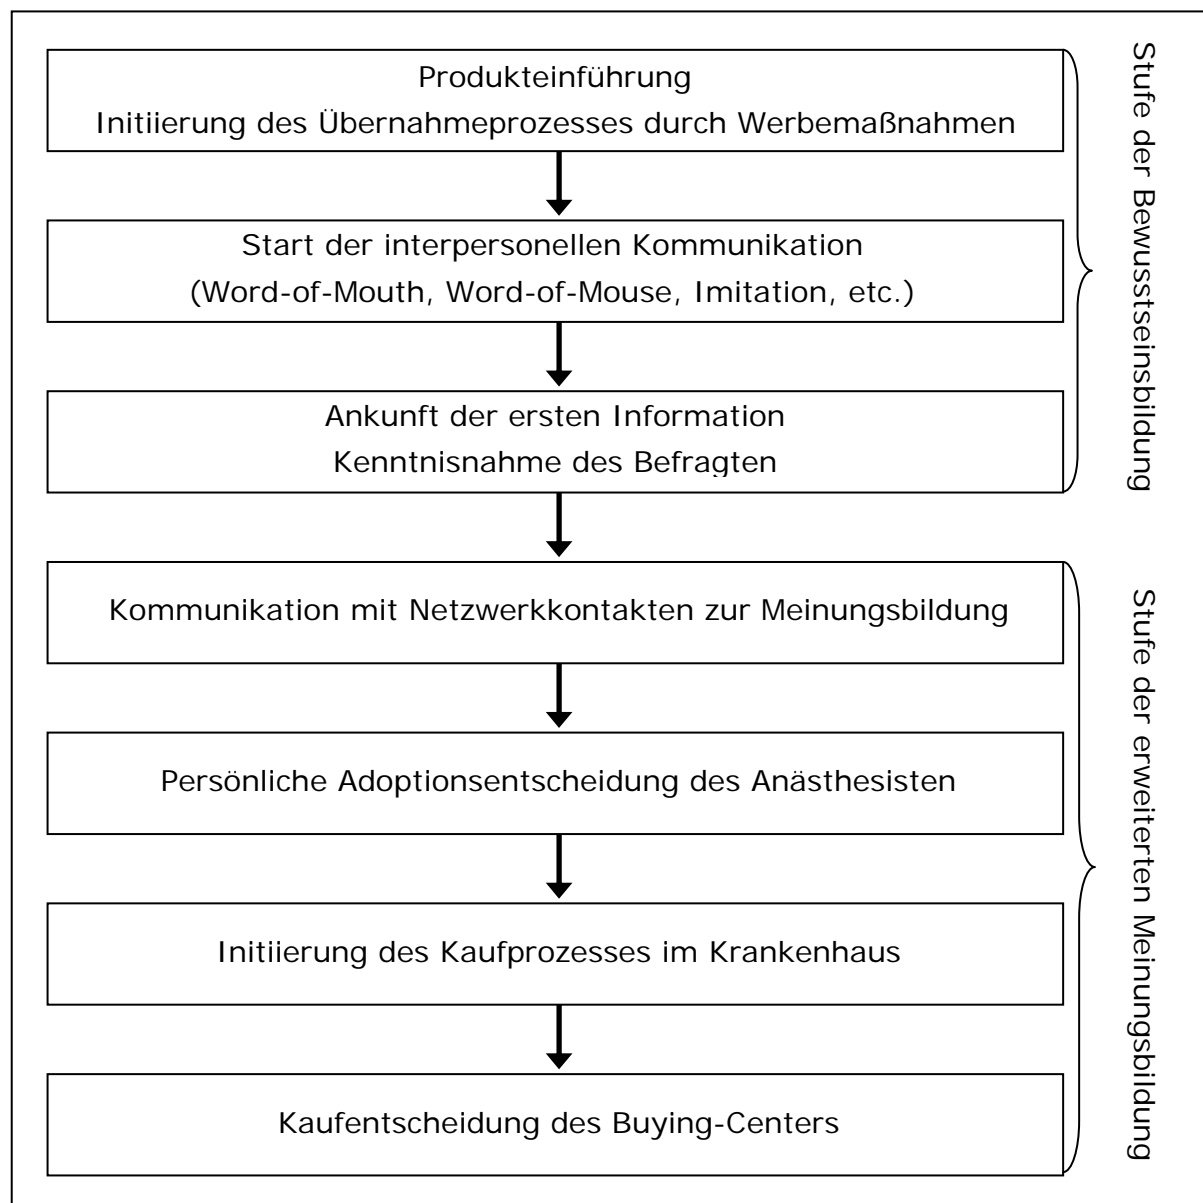 Produkteinführung
Initiierung des Übernahmeprozesses durch Werbemaßnahmen
Start der interpersonellen Kommunikation
(Word-of-Mouth, Word-of-Mouse, Imitation, etc.)
Ankunft der ersten Information
Kenntnisnahme des Befragten
Stufe der Bewusstseinsbildung
Kommunikation mit Netzwerkkontakten zur Meinungsbildung
Persönliche Adoptionsentscheidung des Anästhesisten
Initiierung des Kaufprozesses im Krankenhaus
Kaufentscheidung des Buying-Centers
Stufe der erweiterten Meinungsbildung